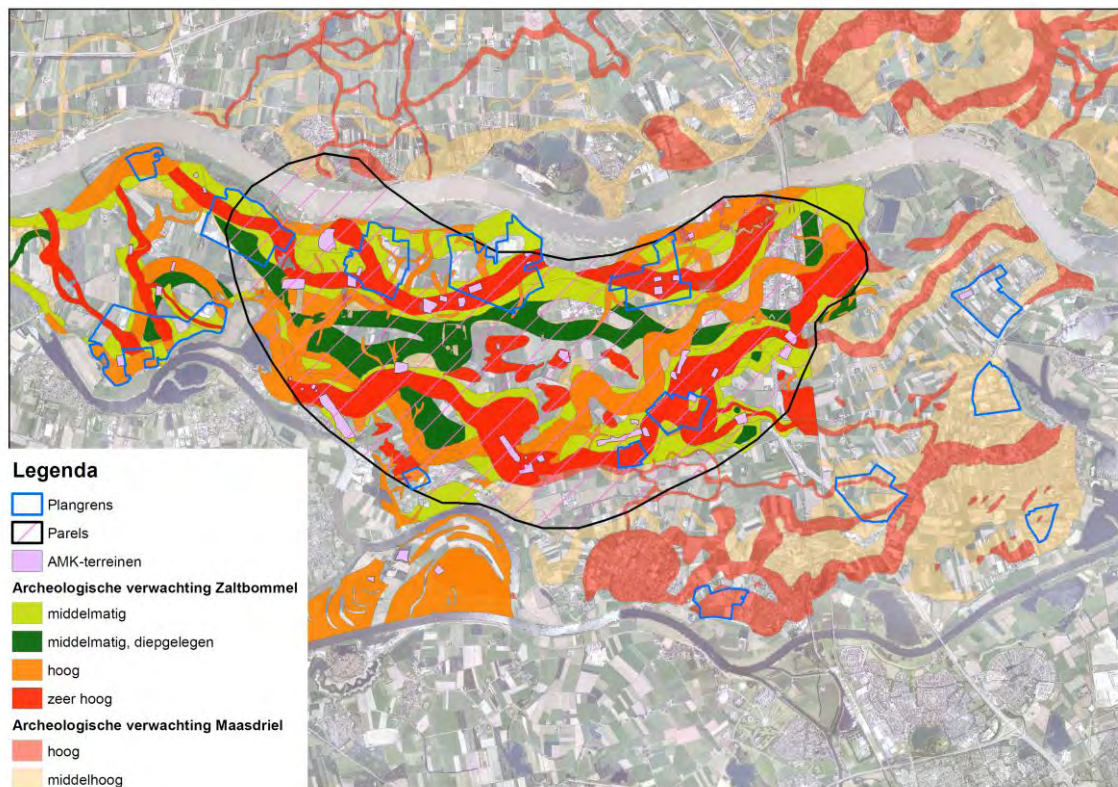 Legenda
Plangrens
Parels
AMK-terreinen
Archeologische verwachting Zaltbommel
middelmatig
middelmatig, diepgelegen
hoog
zeer hoog
Archeologische verwachting Maasdriel
hoog
middelhoog